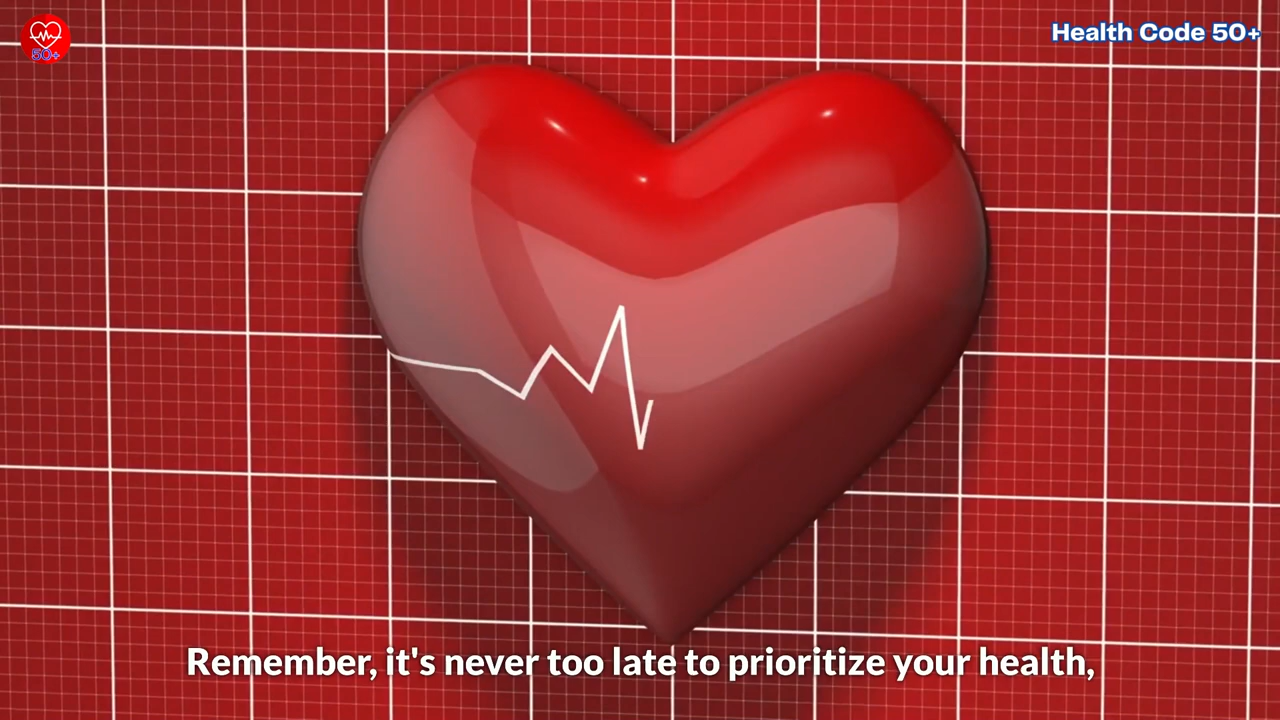 50+
Health Code 50+
Remember, it's never too late to prioritize your health,